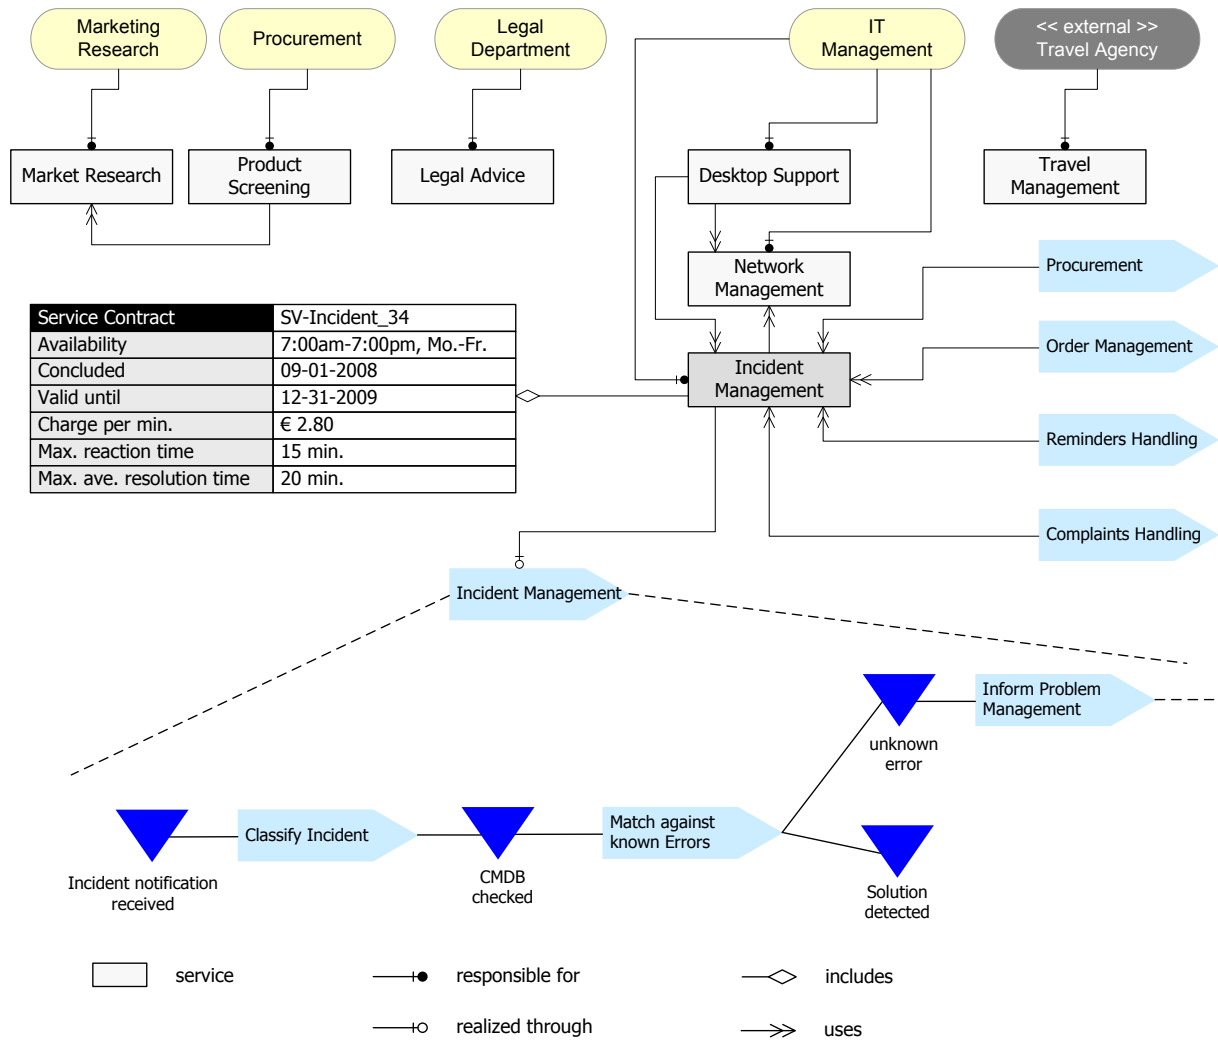 Marketing
Research
Procurement
Legal
Department
IT
Management
<< external >>
Travel Agency
Market Research
Product
Screening
Legal Advice
Desktop Support
Travel
Management
Network
Management
Procurement
Service Contract SV-Incident_34
Availability 7:00am-7:00pm, Mo.-Fr.
Concluded 09-01-2008
Valid until 12-31-2009
Charge per min. € 2.80
Max. reaction time 15 min.
Max. ave. resolution time 20 min.
Incident
Management
Order Management
Reminders Handling
Complaints Handling
Incident Management
Inform Problem
Management
unknown
error
Classify Incident
Match against
known Errors
Incident notification
received
CMDB
checked
Solution
detected
service
responsible for
includes
realized through
uses